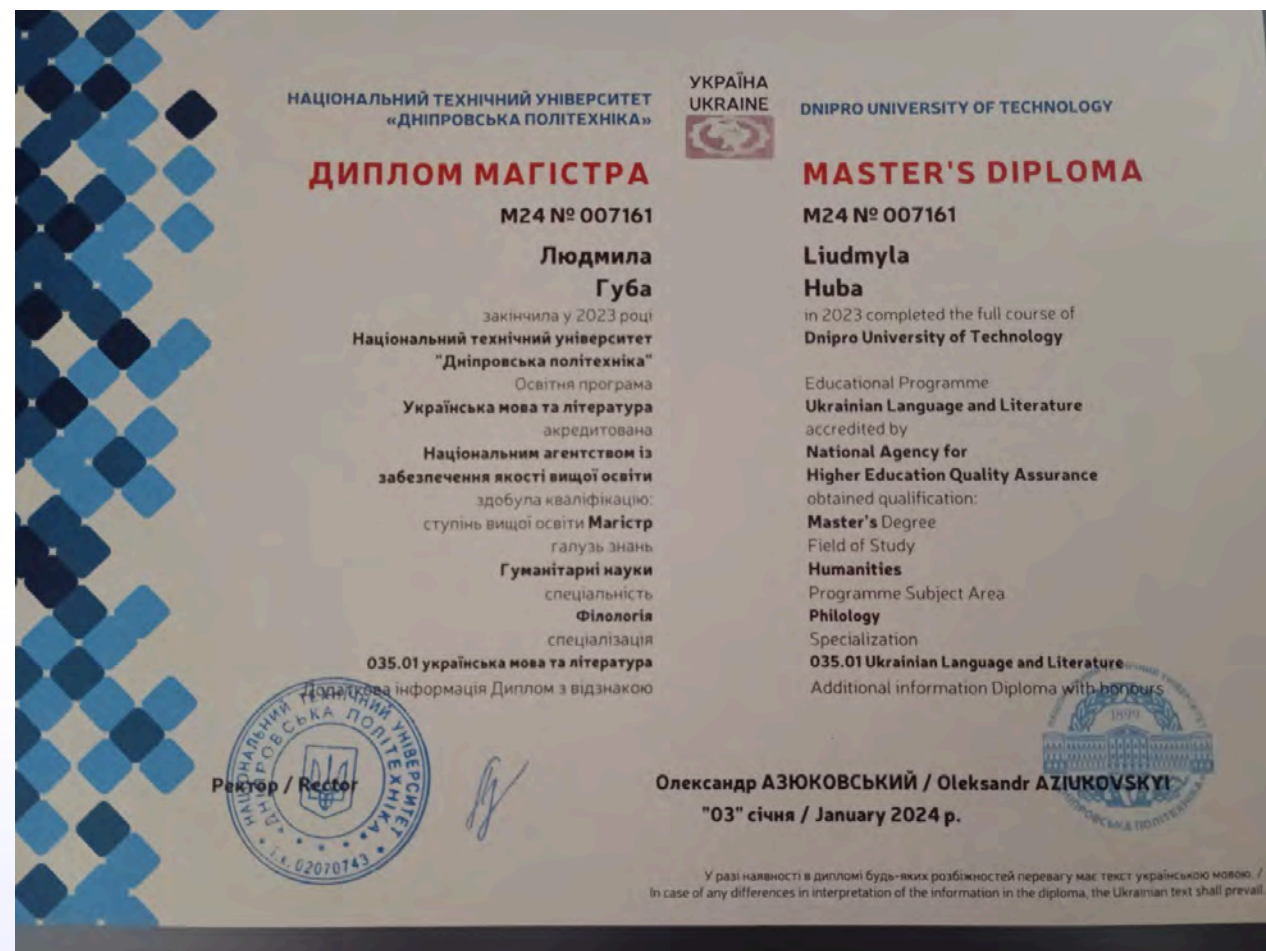 УКРАЇНА
UKRAINE
НАЦІОНАЛЬНИЙ ТЕХНІЧНИЙ УНІВЕРСИТЕТ
«ДНІПРОВСЬКА ПОЛІТЕХНІКА»
ДИПЛОМ МАГІСТРА
М24 № 007161
Людмила
Губа
закінчила у 2023 році
Національний технічний університет
"Дніпровська політехніка"
Освітня програма
Українська мова та література
акредитована
Національним агентством із
забезпечення якості вищої освіти
здобула кваліфікацію:
ступінь вищої освіти Магістр
галузь знань
Гуманітарні науки
спеціальність
Філологія
спеціалізація
035.01 українська мова та література
Додаткова інформація Диплом з відзнакою
DNIPRO UNIVERSITY OF TECHNOLOGY
MASTER'S DIPLOMA
M24 № 007161
Liudmyla
Huba
in 2023 completed the full course of
Dnipro University of Technology
Educational Programme
Ukrainian Language and Literature
accredited by
National Agency for
Higher Education Quality Assurance
obtained qualification:
Master's Degree
Field of Study
Humanities
Programme Subject Area
Philology
Specialization
035.01 Ukrainian Language and Literature
Additional information Diploma with honours
Ректор / Rector
Олександр АЗЮКОВСЬКИЙ / Oleksandr AZIUKOVSKYI
"03" січня / January 2024 р.
НАЦІОНАЛЬНИЙ ТЕХНІЧНИЙ УНІВЕРСИТЕТ
«ДНІПРОВСЬКА ПОЛІТЕХНІКА»
і.к. 02070743
1899
У разі наявності в дипломі будь-яких розбіжностей перевагу має текст українською мовою. /
In case of any differences in interpretation of the information in the diploma, the Ukrainian text shall prevail